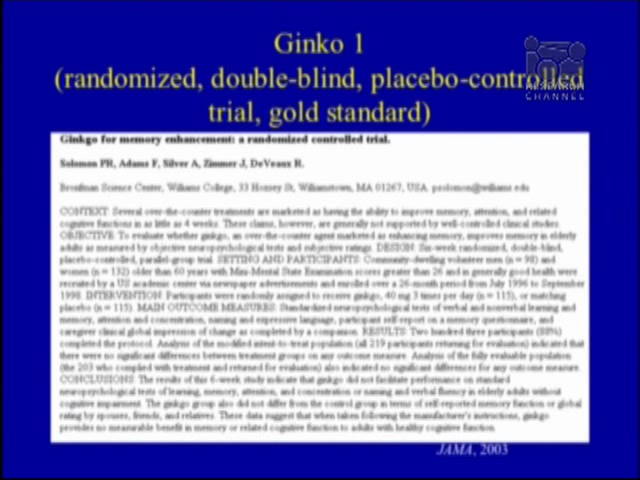 Ginko 1
(randomized, double-blind, placebo-controlled
trial, gold standard)
RESEARCH
CHANNEL
Ginkgo for memory enhancement: a randomized controlled trial.
Solomon PR, Adams F, Silver A, Zimmer J, DeVeaux R.
Bronfman Science Center, Williams College, 33 Hoxsey St, Williamstown, MA 01267, USA. psolomon@williams.edu
CONTEXT: Several over-the-counter treatments are marketed as having the ability to improve memory, attention, and related
cognitive functions in as little as 4 weeks. These claims, however, are generally not supported by well-controlled clinical studies.
OBJECTIVE: To evaluate whether ginkgo, an over-the-counter agent marketed as enhancing memory, improves memory in elderly
adults as measured by objective neuropsychological tests and subjective ratings. DESIGN: Six-week randomized, double-blind,
placebo-controlled, parallel-group trial. SETTING AND PARTICIPANTS: Community-dwelling volunteer men (n = 98) and
women (n = 132) older than 60 years with Mini-Mental State Examination scores greater than 26 and in generally good health were
recruited by a US academic center via newspaper advertisements and enrolled over a 26-month period from July 1996 to September
1998. INTERVENTION: Participants were randomly assigned to receive ginkgo, 40 mg 3 times per day (n = 115), or matching
placebo (n = 115). MAIN OUTCOME MEASURES: Standardized neuropsychological tests of verbal and nonverbal learning and
memory, attention and concentration, naming and expressive language, participant self-report on a memory questionnaire, and
caregiver clinical global impression of change as completed by a companion. RESULTS: Two hundred three participants (88%)
completed the protocol. Analysis of the modified intent-to-treat population (all 219 participants returning for evaluation) indicated that
there were no significant differences between treatment groups on any outcome measure. Analysis of the fully evaluable population
(the 203 who complied with treatment and returned for evaluation) also indicated no significant differences for any outcome measure.
CONCLUSIONS: The results of this 6-week study indicate that ginkgo did not facilitate performance on standard
neuropsychological tests of learning, memory, attention, and concentration or naming and verbal fluency in elderly adults without
cognitive impairment. The ginkgo group also did not differ from the control group in terms of self-reported memory function or global
rating by spouses, friends, and relatives. These data suggest that when taken following the manufacturer's instructions, ginkgo
provides no measurable benefit in memory or related cognitive function to adults with healthy cognitive function.
JAMA, 2003